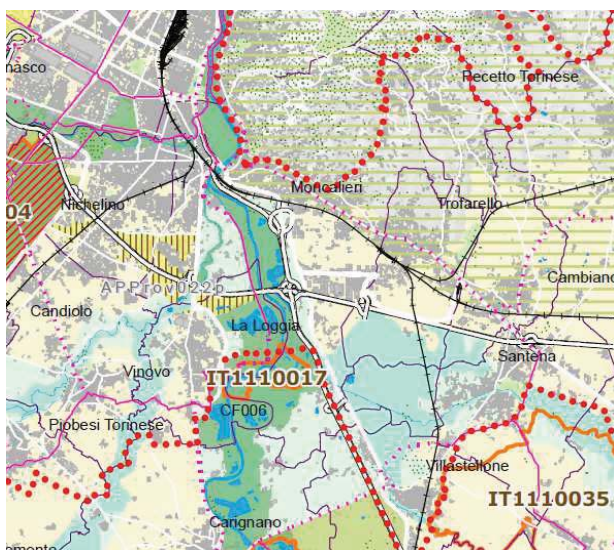 nasco
Pecetto Torinese
Moncalieri
04
Nichelino
Trofarello
Cambiano
APProv022p
Candiolo
La Loggia
Santena
Vinovo
IT1110017
CF006
Piobesi Torinese
Villastellone
IT1110035
Carignano